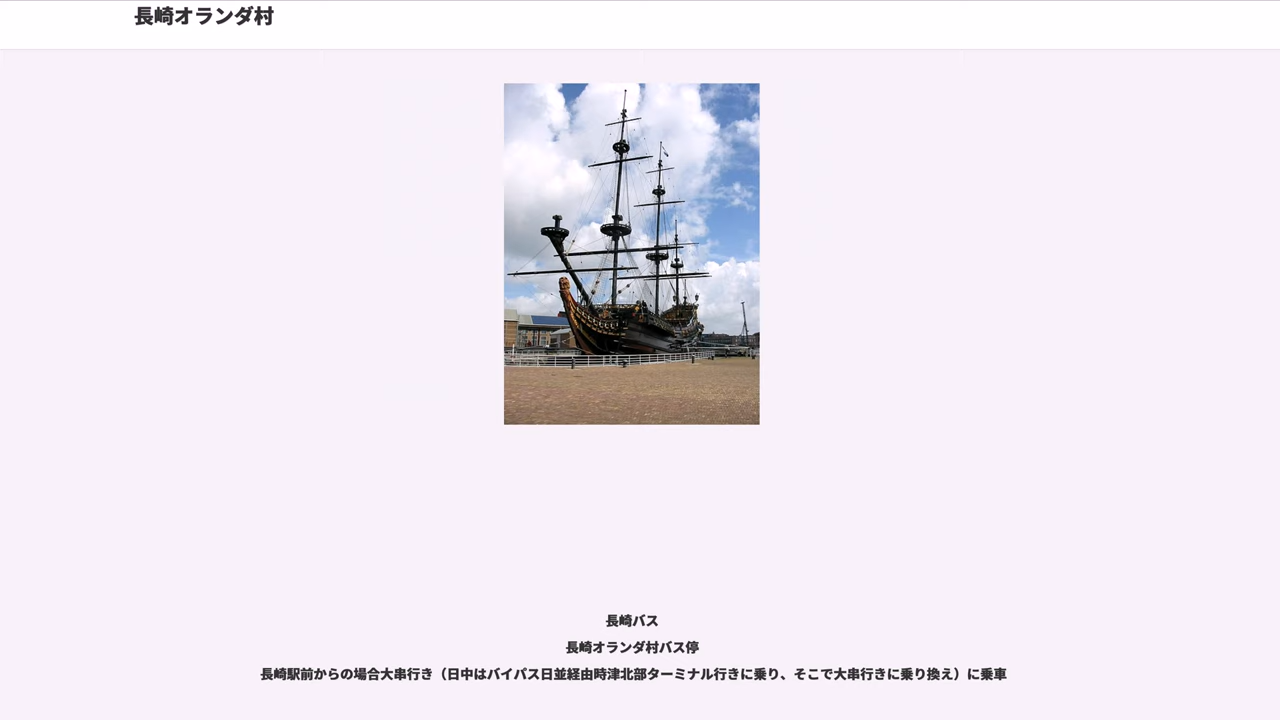 長崎オランダ村
長崎バス
長崎オランダ村バス停
長崎駅前からの場合大串行き（日中はバイパス日並経由時津北部ターミナル行きに乗り、そこで大串行きに乗り換え）に乗車